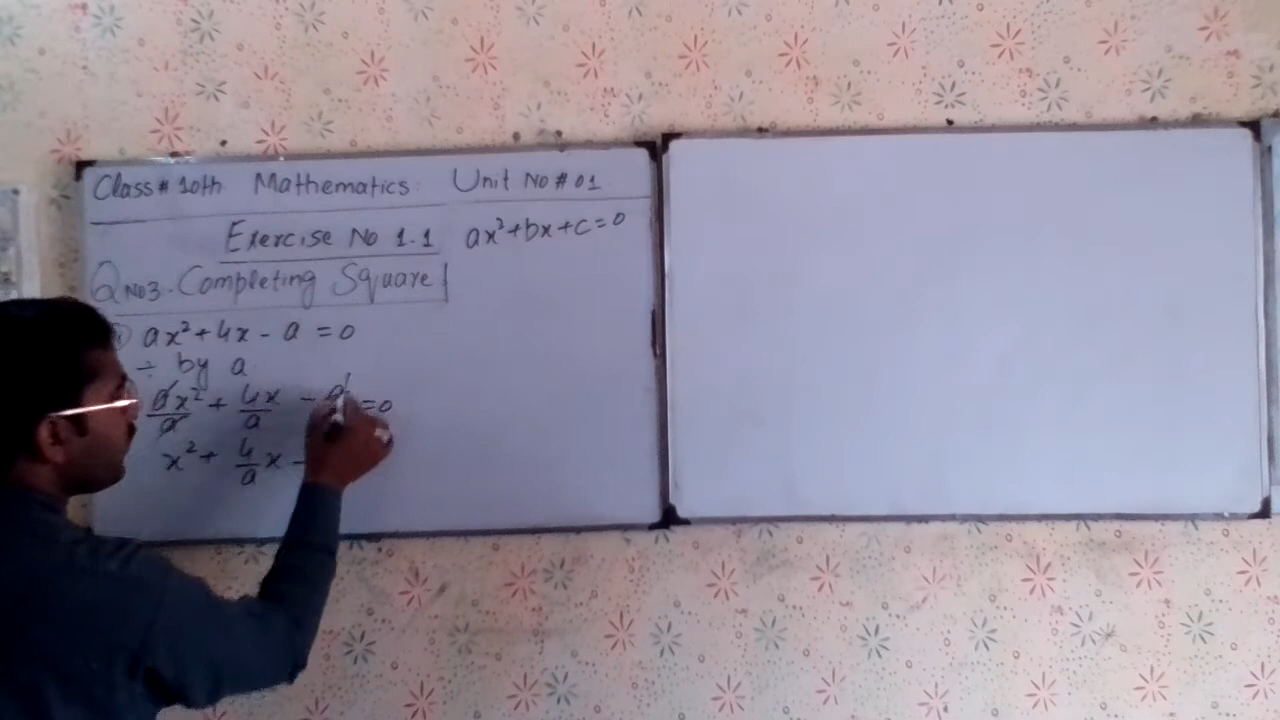 Class# 10th Mathematics Unit No # 01
Exercise No 1.1 ax²+bx+c=0
Q No3. Completing Square
ax²+4x-a=0
÷ by a
ax²/a + 4x/a - a =0
x² + 4/a x -